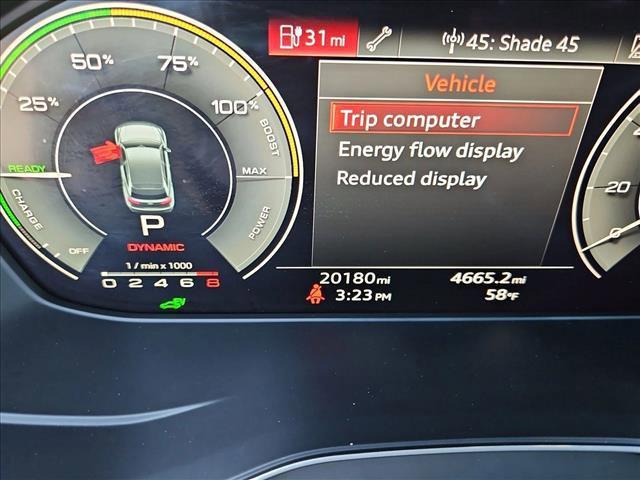 31 mi
45: Shade 45
Vehicle
Trip computer
Energy flow display
Reduced display
25%
50%
75%
100%
BOOST
READY
MAX
CHARGE
POWER
OFF
P
DYNAMIC
1 / min x 1000
0 2 4 6 8
EV
20180 mi
3:23 PM
4665.2 mi
58°F
20
0